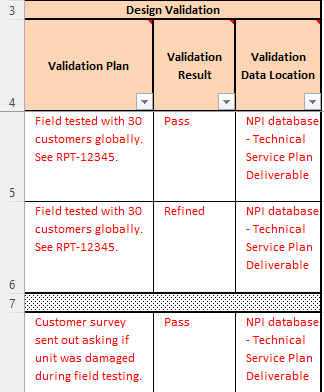 3 Design Validation
4 Validation Plan Validation Result Validation Data Location
5 Field tested with 30 customers globally. See RPT-12345. Pass NPI database - Technical Service Plan Deliverable
6 Field tested with 30 customers globally. See RPT-12345. Refined NPI database - Technical Service Plan Deliverable
7
Customer survey sent out asking if unit was damaged during field testing. Pass NPI database - Technical Service Plan Deliverable